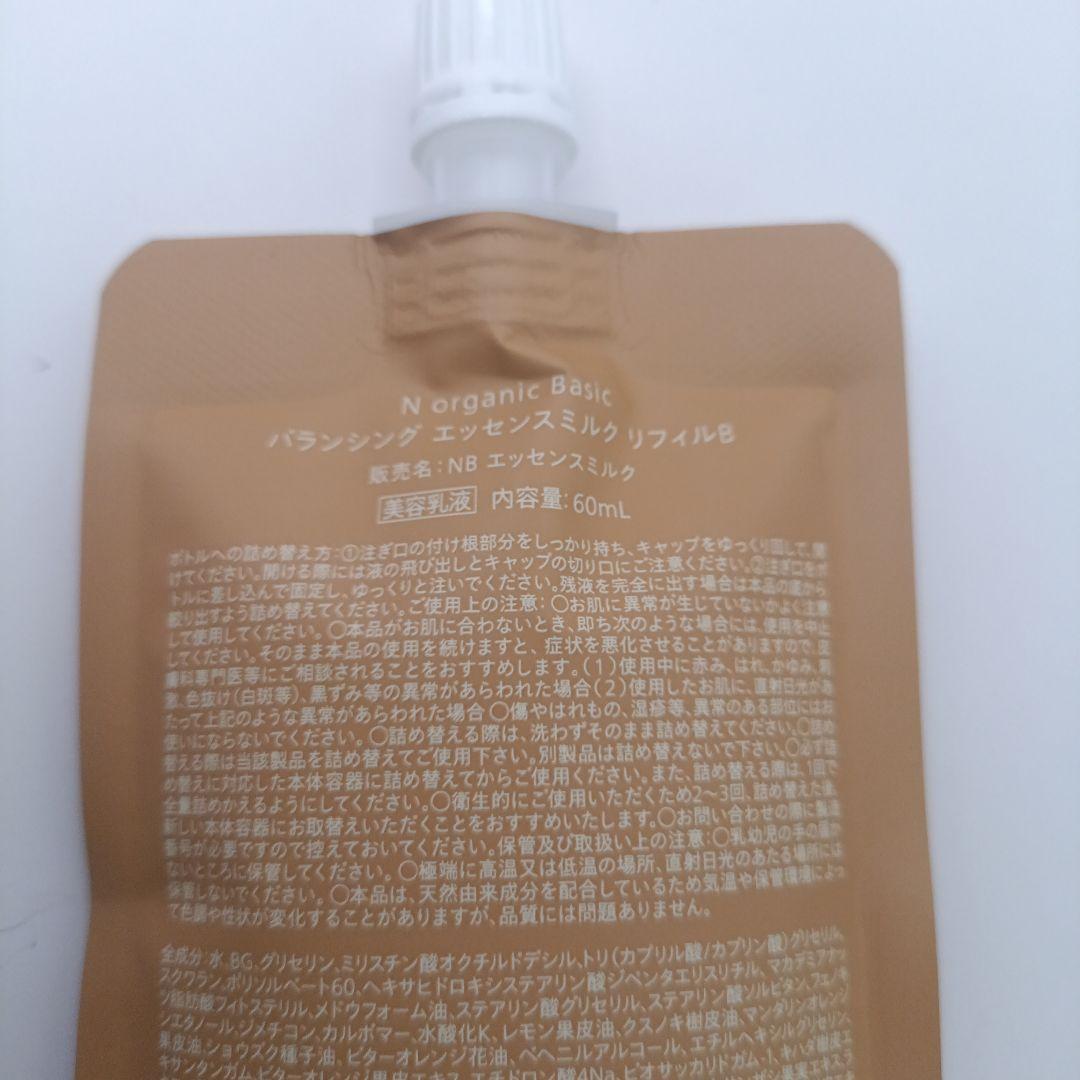 N organic Basic
バランシング エッセンスミルク リフィルB
販売名：NB エッセンスミルク
美容乳液 内容量：60mL
ボトルへの詰め替え方：①注ぎ口の付け根部分をしっかり持ち、キャップをゆっくり回して、開
けてください。開ける際には液の飛び出しとキャップの切り口にご注意ください。②注ぎ口をボ
トルに差し込んで固定し、ゆっくりと注いでください。残液を完全に出す場合は本品の底から
絞り出すよう詰め替えてください。ご使用上の注意：〇お肌に異常が生じていないかよく注意
して使用してください。〇本品がお肌に合わないとき、即ち次のような場合には、使用を中止
してください。そのまま本品の使用を続けますと、症状を悪化させることがありますので、皮
膚科専門医等にご相談されることをおすすめします。（1）使用中に赤み、はれ、かゆみ、刺
激、色抜け（白斑等）、黒ずみ等の異常があらわれた場合（2）使用したお肌に、直射日光があ
たって上記のような異常があらわれた場合 〇傷やはれもの、湿疹等、異常のある部位にはお
使いにならないでください。〇詰め替える際は、洗わずそのまま詰め替えてください。〇詰め
替える際は当該製品を詰め替えてご使用下さい。別製品は詰め替えないで下さい。〇必ず詰
め替えに対応した本体容器に詰め替えてからご使用ください。また、詰め替える際は、1回で
全量詰めかえるようにしてください。〇衛生的にご使用いただくため2〜3回、詰め替えた後、
新しい本体容器にお取替えいただくことをおすすめいたします。〇お問い合わせの際に製造
番号が必要ですので控えておいてください。保管及び取扱い上の注意：〇乳幼児の手の届か
ないところに保管してください。〇極端に高温又は低温の場所、直射日光のあたる場所には
保管しないでください。〇本品は、天然由来成分を配合しているため気温や保管環境によっ
て色調や性状が変化することがありますが、品質には問題ありません。
全成分：水、BG、グリセリン、ミリスチン酸オクチルドデシル、トリ（カプリル酸/カプリン酸）グリセリル、
スクワラン、ポリソルベート60、ヘキサヒドロキシステアリン酸ジペンタエリスリチル、マカデミアナッ
ツ脂肪酸フィトステリル、メドウフォーム油、ステアリン酸グリセリル、ステアリン酸ソルビタン、フェノキ
シエタノール、ジメチコン、カルボマー、水酸化K、レモン果皮油、クスノキ樹皮油、マンダリンオレンジ
果皮油、ショウズク種子油、ビターオレンジ花油、ベヘニルアルコール、エチルヘキシルグリセリン、
キサンタンガム、ビターオレンジ果皮エキス、エチドロン酸4Na、ビオサッカリドガム-1、キハダ樹皮エ